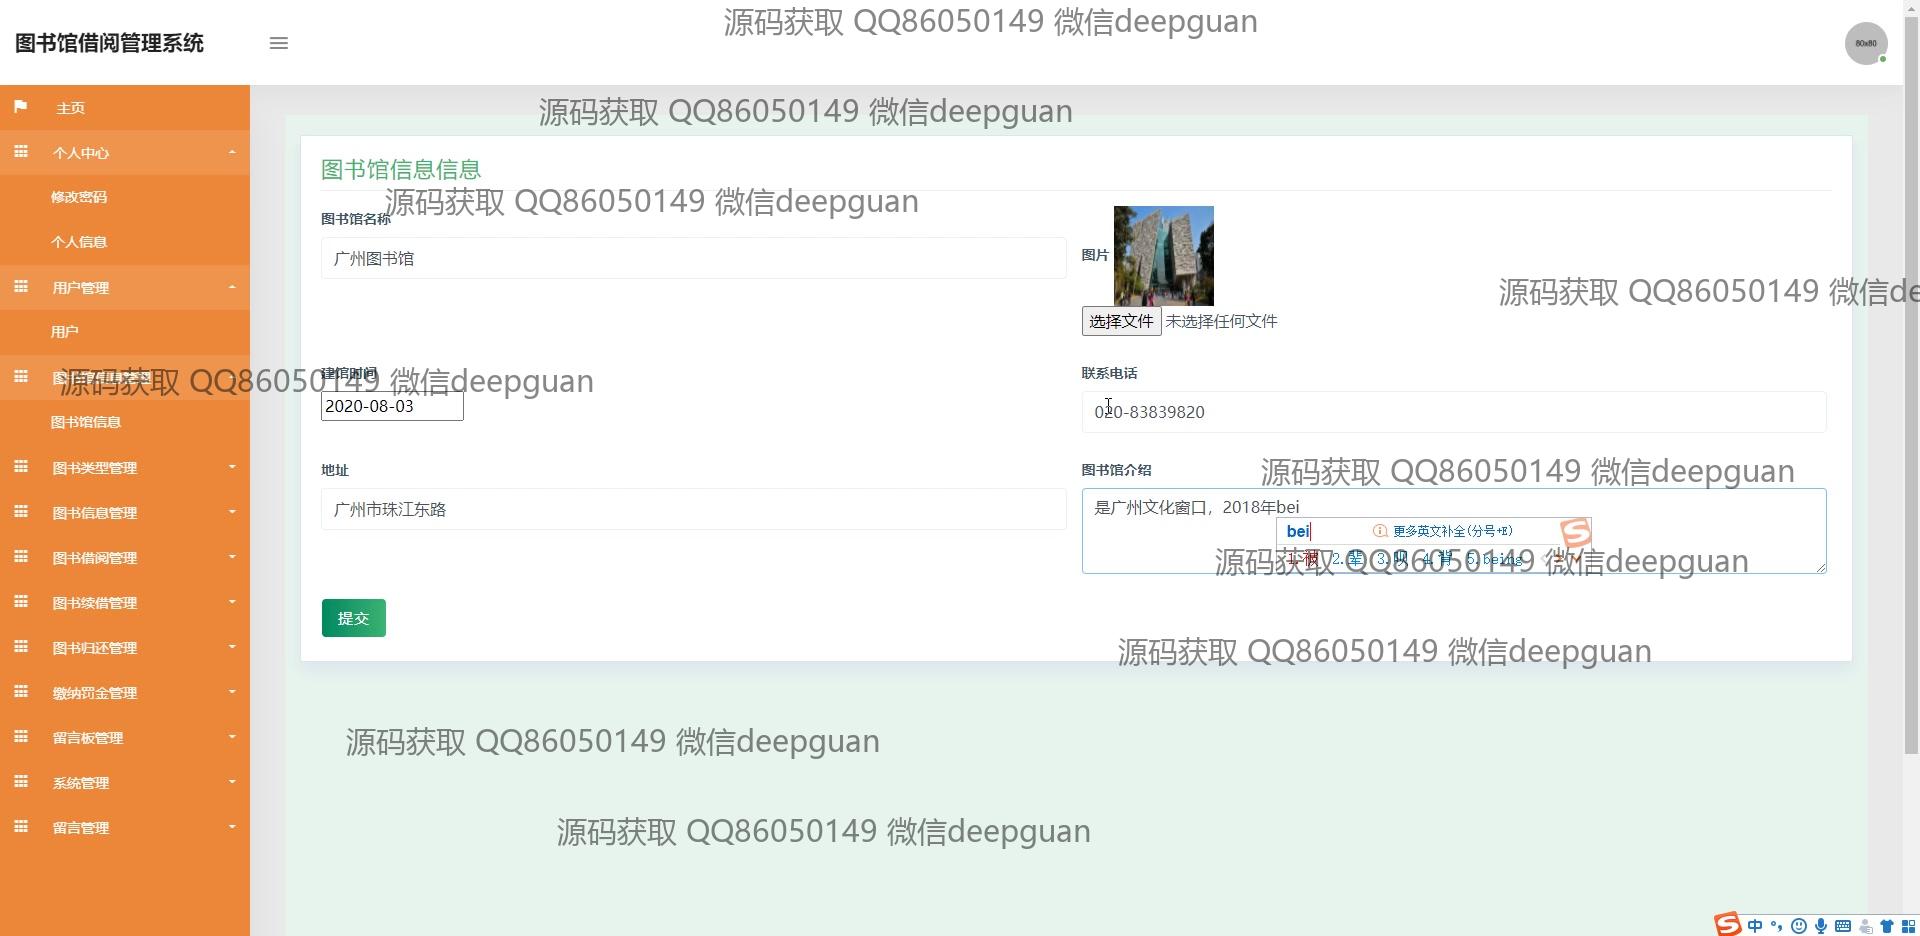 源码获取 QQ86050149 微信deepguan
图书馆借阅管理系统
80x80
主页
源码获取 QQ86050149 微信deepguan
个人中心
修改密码
个人信息
用户管理
用户
图书馆信息
图书类型管理
图书信息管理
图书借阅管理
图书续借管理
图书归还管理
缴纳罚金管理
留言板管理
系统管理
留言管理
图书馆信息信息
源码获取 QQ86050149 微信deepguan
图书馆名称
广州图书馆
图片
选择文件 未选择任何文件
源码获取 QQ86050149 微信de
建馆时间
源码获取 QQ86050149 微信deepguan
2020-08-03
联系电话
020-83839820
地址
广州市珠江东路
图书馆介绍
源码获取 QQ86050149 微信deepguan
是广州文化窗口，2018年bei
bei
更多英文补全(分号+E)
1.被 2.辈 3.呗 4.背 5.being
源码获取 QQ86050149 微信deepguan
提交
源码获取 QQ86050149 微信deepguan
源码获取 QQ86050149 微信deepguan
源码获取 QQ86050149 微信deepguan
中